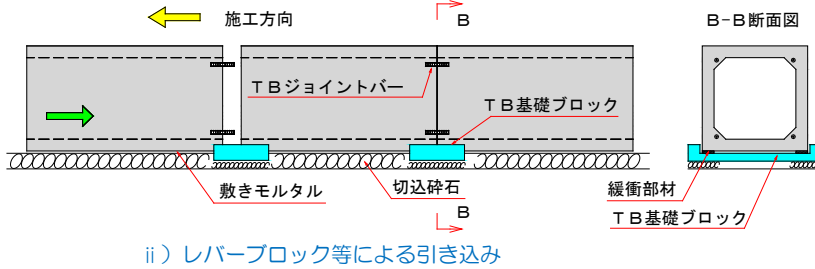 施工方向
B
B-B断面図
TBジョイントバー
TB基礎ブロック
敷きモルタル
切込砕石
緩衝部材
B
TB基礎ブロック
ⅱ）レバーブロック等による引き込み